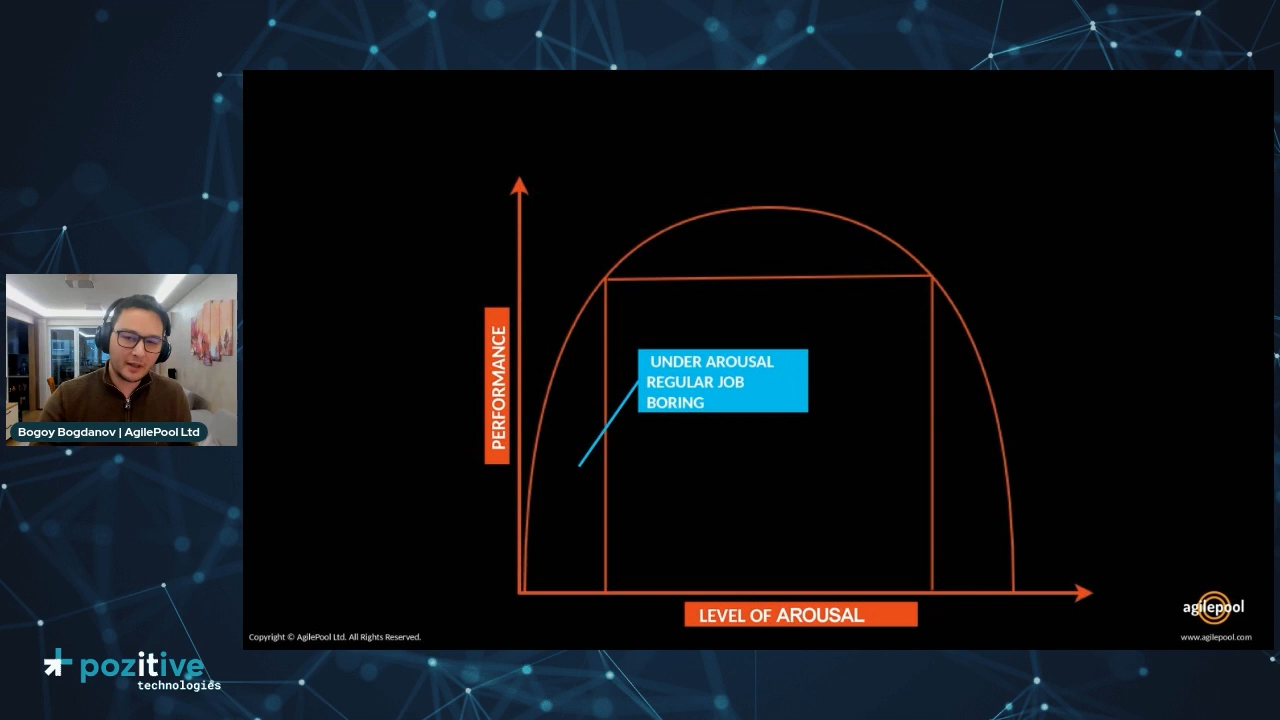 PERFORMANCE
UNDER AROUSAL
REGULAR JOB
BORING
LEVEL OF AROUSAL
agilepool
www.agilepool.com
Copyright © AgilePool Ltd. All Rights Reserved.
Bogoy Bogdanov | AgilePool Ltd
pozitive
technologies